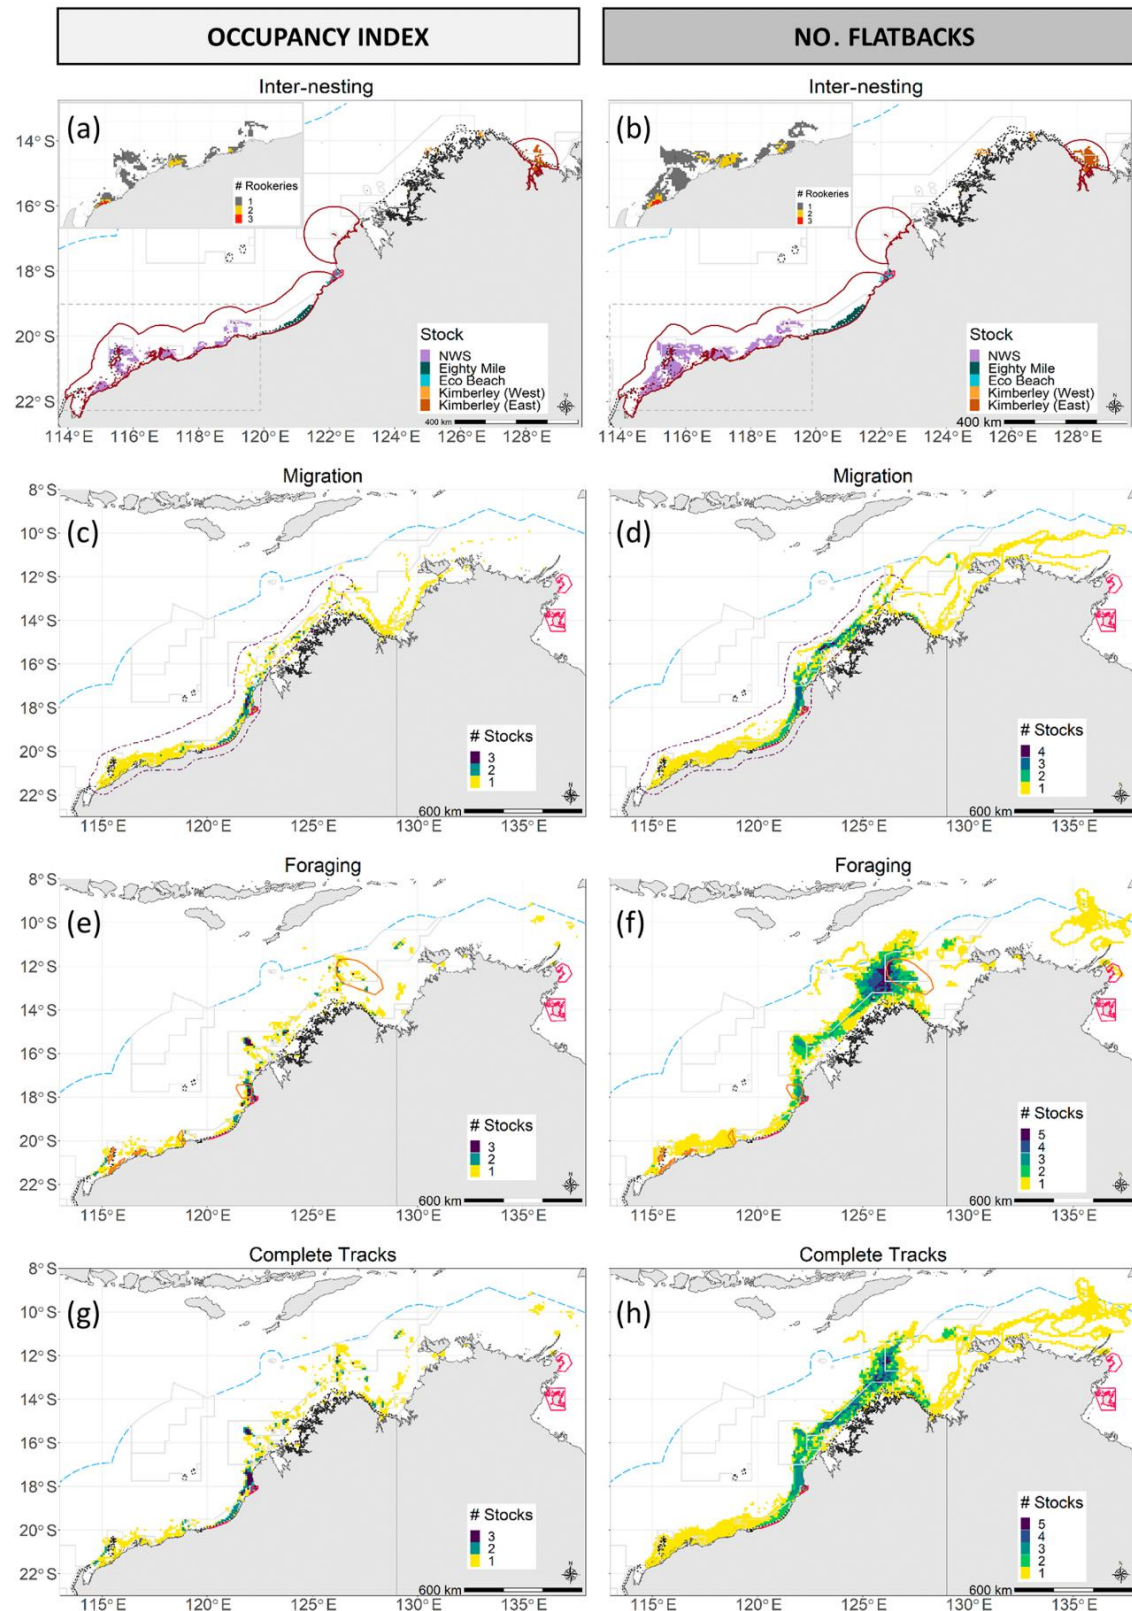 OCCUPANCY INDEX
NO. FLATBACKS
Inter-nesting
Inter-nesting
(a)
(b)
14°S
16°S
18°S
20°S
22°S
# Rookeries
1
2
3
# Rookeries
1
2
3
Stock
NWS
Eighty Mile
Eco Beach
Kimberley (West)
Kimberley (East)
400 km
Stock
NWS
Eighty Mile
Eco Beach
Kimberley (West)
Kimberley (East)
400 km
114°E 116°E 118°E 120°E 122°E 124°E 126°E 128°E
114°E 116°E 118°E 120°E 122°E 124°E 126°E 128°E
Migration
Migration
8°S
10°S
12°S
14°S
16°S
18°S
20°S
22°S
(c)
(d)
# Stocks
3
2
1
600 km
# Stocks
4
3
2
1
600 km
115°E 120°E 125°E 130°E 135°E
115°E 120°E 125°E 130°E 135°E
Foraging
Foraging
8°S
10°S
12°S
14°S
16°S
18°S
20°S
22°S
(e)
(f)
# Stocks
3
2
1
600 km
# Stocks
5
4
3
2
1
600 km
115°E 120°E 125°E 130°E 135°E
115°E 120°E 125°E 130°E 135°E
Complete Tracks
Complete Tracks
8°S
10°S
12°S
14°S
16°S
18°S
20°S
22°S
(g)
(h)
# Stocks
3
2
1
600 km
# Stocks
5
4
3
2
1
600 km
115°E 120°E 125°E 130°E 135°E
115°E 120°E 125°E 130°E 135°E